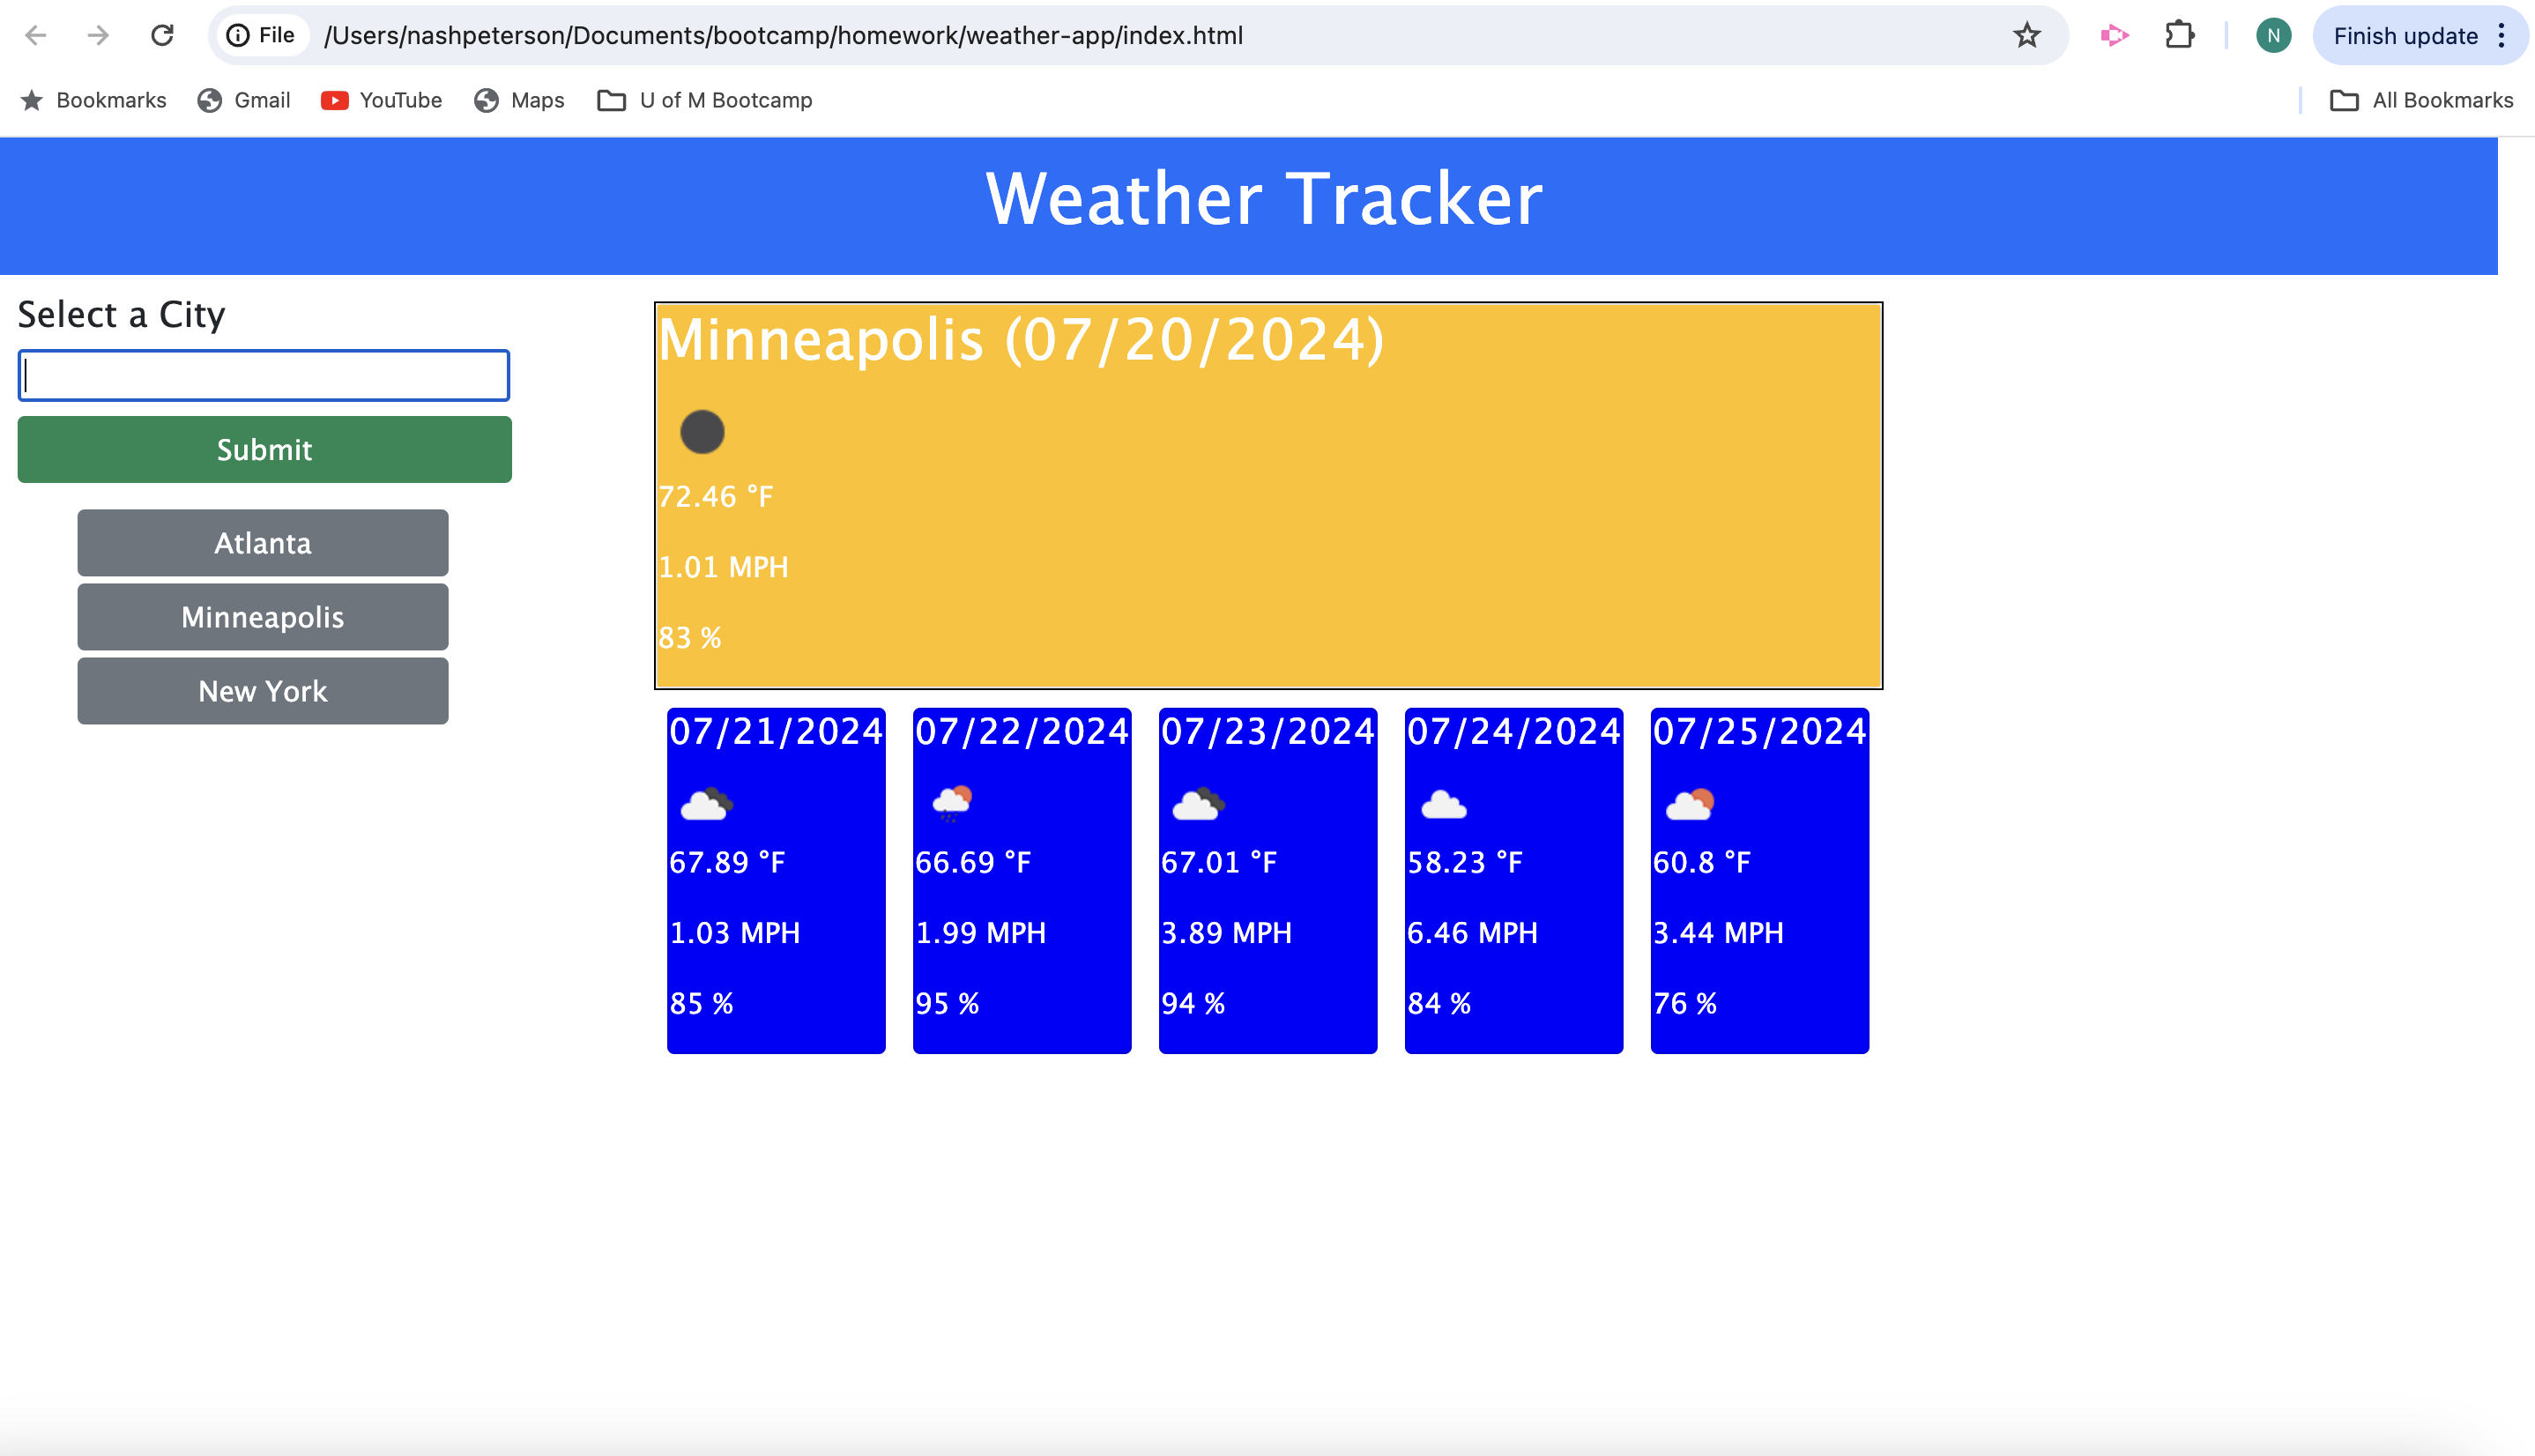 File /Users/nashpeterson/Documents/bootcamp/homework/weather-app/index.html N Finish update
Bookmarks Gmail YouTube Maps U of M Bootcamp All Bookmarks
Weather Tracker
Select a City
Submit
Atlanta
Minneapolis
New York
Minneapolis (07/20/2024)
72.46 °F
1.01 MPH
83 %
07/21/2024
67.89 °F
1.03 MPH
85 %
07/22/2024
66.69 °F
1.99 MPH
95 %
07/23/2024
67.01 °F
3.89 MPH
94 %
07/24/2024
58.23 °F
6.46 MPH
84 %
07/25/2024
60.8 °F
3.44 MPH
76 %